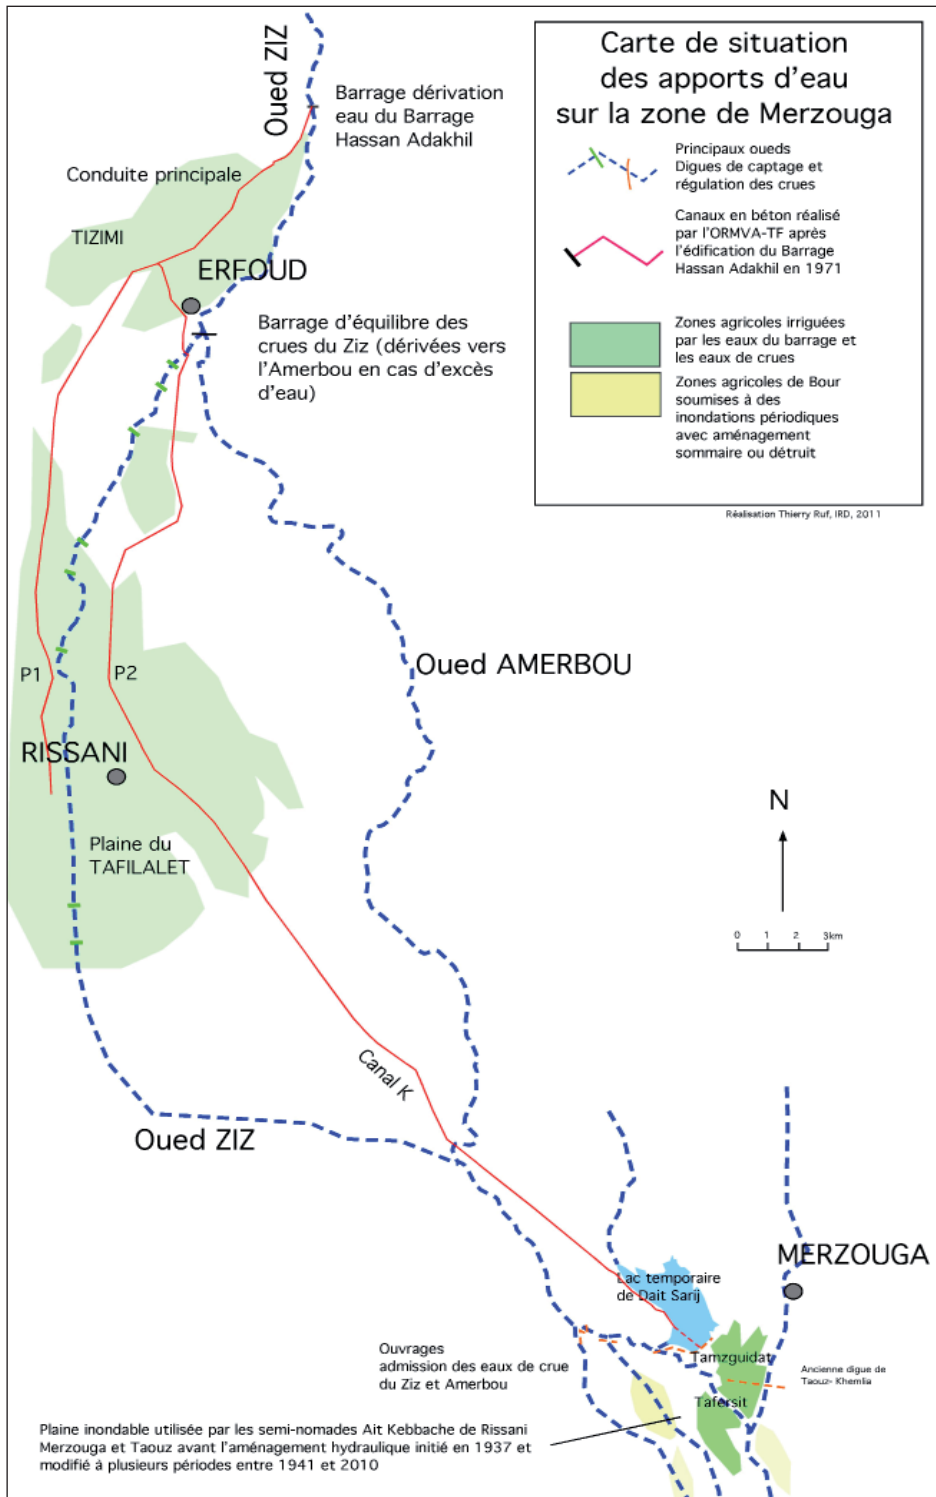 Carte de situation
des apports d'eau
sur la zone de Merzouga
Principaux oueds
Digues de captage et
régulation des crues
Canaux en béton réalisé
par l'ORMVA-TF après
l'édification du Barrage
Hassan Adakhil en 1971
Zones agricoles irriguées
par les eaux du barrage et
les eaux de crues
Zones agricoles de Bour
soumises à des
inondations périodiques
avec aménagement
sommaire ou détruit
Réalisation Thierry Ruf, IRD, 2011
Oued ZIZ
Barrage dérivation
eau du Barrage
Hassan Adakhil
Conduite principale
TIZIMI
ERFOUD
Barrage d'équilibre des
crues du Ziz (dérivées vers
l'Amerbou en cas d'excès
d'eau)
Oued AMERBOU
P1
P2
RISSANI
Plaine du
TAFILALET
N
0 1 2 3km
Canal K
Oued ZIZ
MERZOUGA
Lac temporaire
de Dait Sarij
Ouvrages
admission des eaux de crue
du Ziz et Amerbou
Tamzguidat
Ancienne digue de
Taouz- Khemlia
Tafersit
Plaine inondable utilisée par les semi-nomades Ait Kebbache de Rissani
Merzouga et Taouz avant l'aménagement hydraulique initié en 1937 et
modifié à plusieurs périodes entre 1941 et 2010